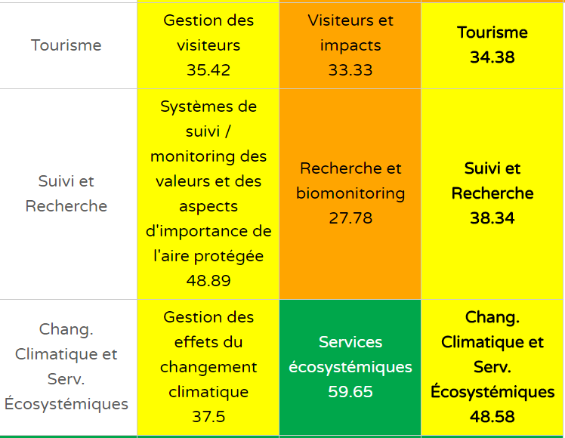 Tourisme
Gestion des
visiteurs
35.42
Visiteurs et
impacts
33.33
Tourisme
34.38
Suivi et
Recherche
Systèmes de
suivi /
monitoring des
valeurs et des
aspects
d'importance de
l'aire protégée
48.89
Recherche et
biomonitoring
27.78
Suivi et
Recherche
38.34
Chang.
Climatique et
Serv.
Écosystémiques
Gestion des
effets du
changement
climatique
37.5
Services
écosystémiques
59.65
Chang.
Climatique et
Serv.
Écosystémiques
48.58